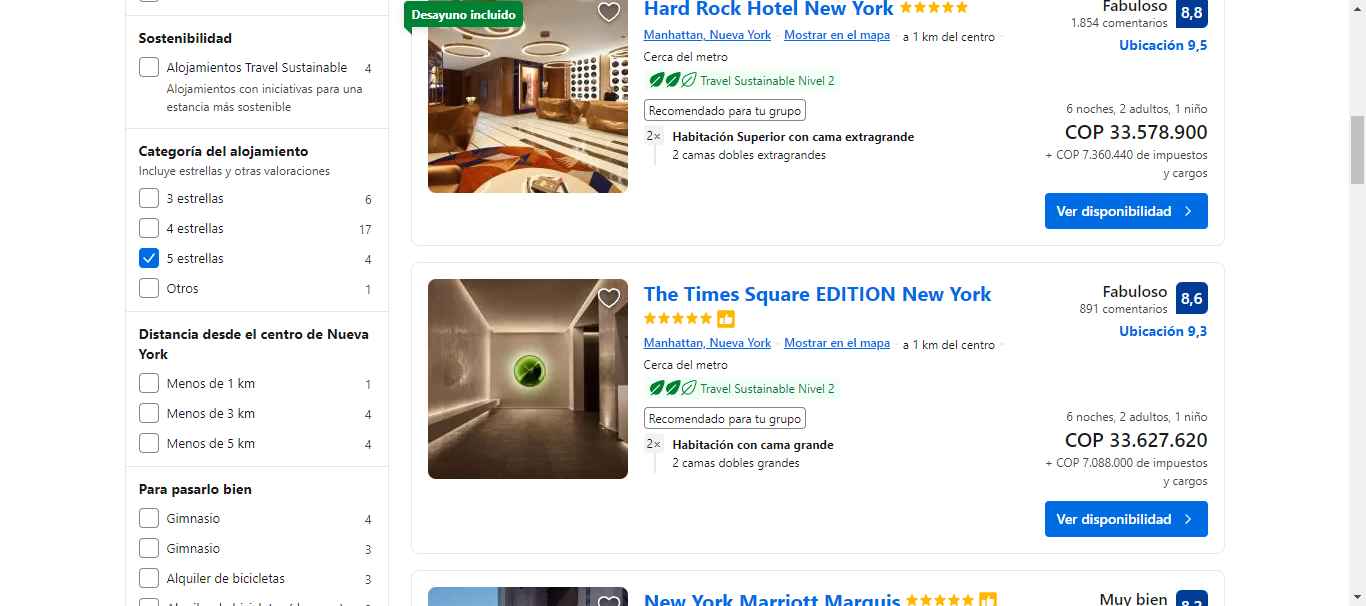 Sostenibilidad
Alojamientos Travel Sustainable 4
Alojamientos con iniciativas para una
estancia más sostenible
Categoría del alojamiento
Incluye estrellas y otras valoraciones
3 estrellas 6
4 estrellas 17
5 estrellas 4
Otros 1
Distancia desde el centro de Nueva
York
Menos de 1 km 1
Menos de 3 km 4
Menos de 5 km 4
Para pasarlo bien
Gimnasio 4
Gimnasio 3
Alquiler de bicicletas 3
Desayuno incluido
Hard Rock Hotel New York
Manhattan, Nueva York · Mostrar en el mapa · a 1 km del centro ·
Cerca del metro
Travel Sustainable Nivel 2
Recomendado para tu grupo
2× Habitación Superior con cama extragrande
2 camas dobles extragrandes
Fabuloso 8,8
1.854 comentarios
Ubicación 9,5
6 noches, 2 adultos, 1 niño
COP 33.578.900
+ COP 7.360.440 de impuestos
y cargos
Ver disponibilidad
The Times Square EDITION New York
Manhattan, Nueva York · Mostrar en el mapa · a 1 km del centro ·
Cerca del metro
Travel Sustainable Nivel 2
Recomendado para tu grupo
2× Habitación con cama grande
2 camas dobles grandes
Fabuloso 8,6
891 comentarios
Ubicación 9,3
6 noches, 2 adultos, 1 niño
COP 33.627.620
+ COP 7.088.000 de impuestos
y cargos
Ver disponibilidad
New York Marriott Marquis
Muy bien 8,2